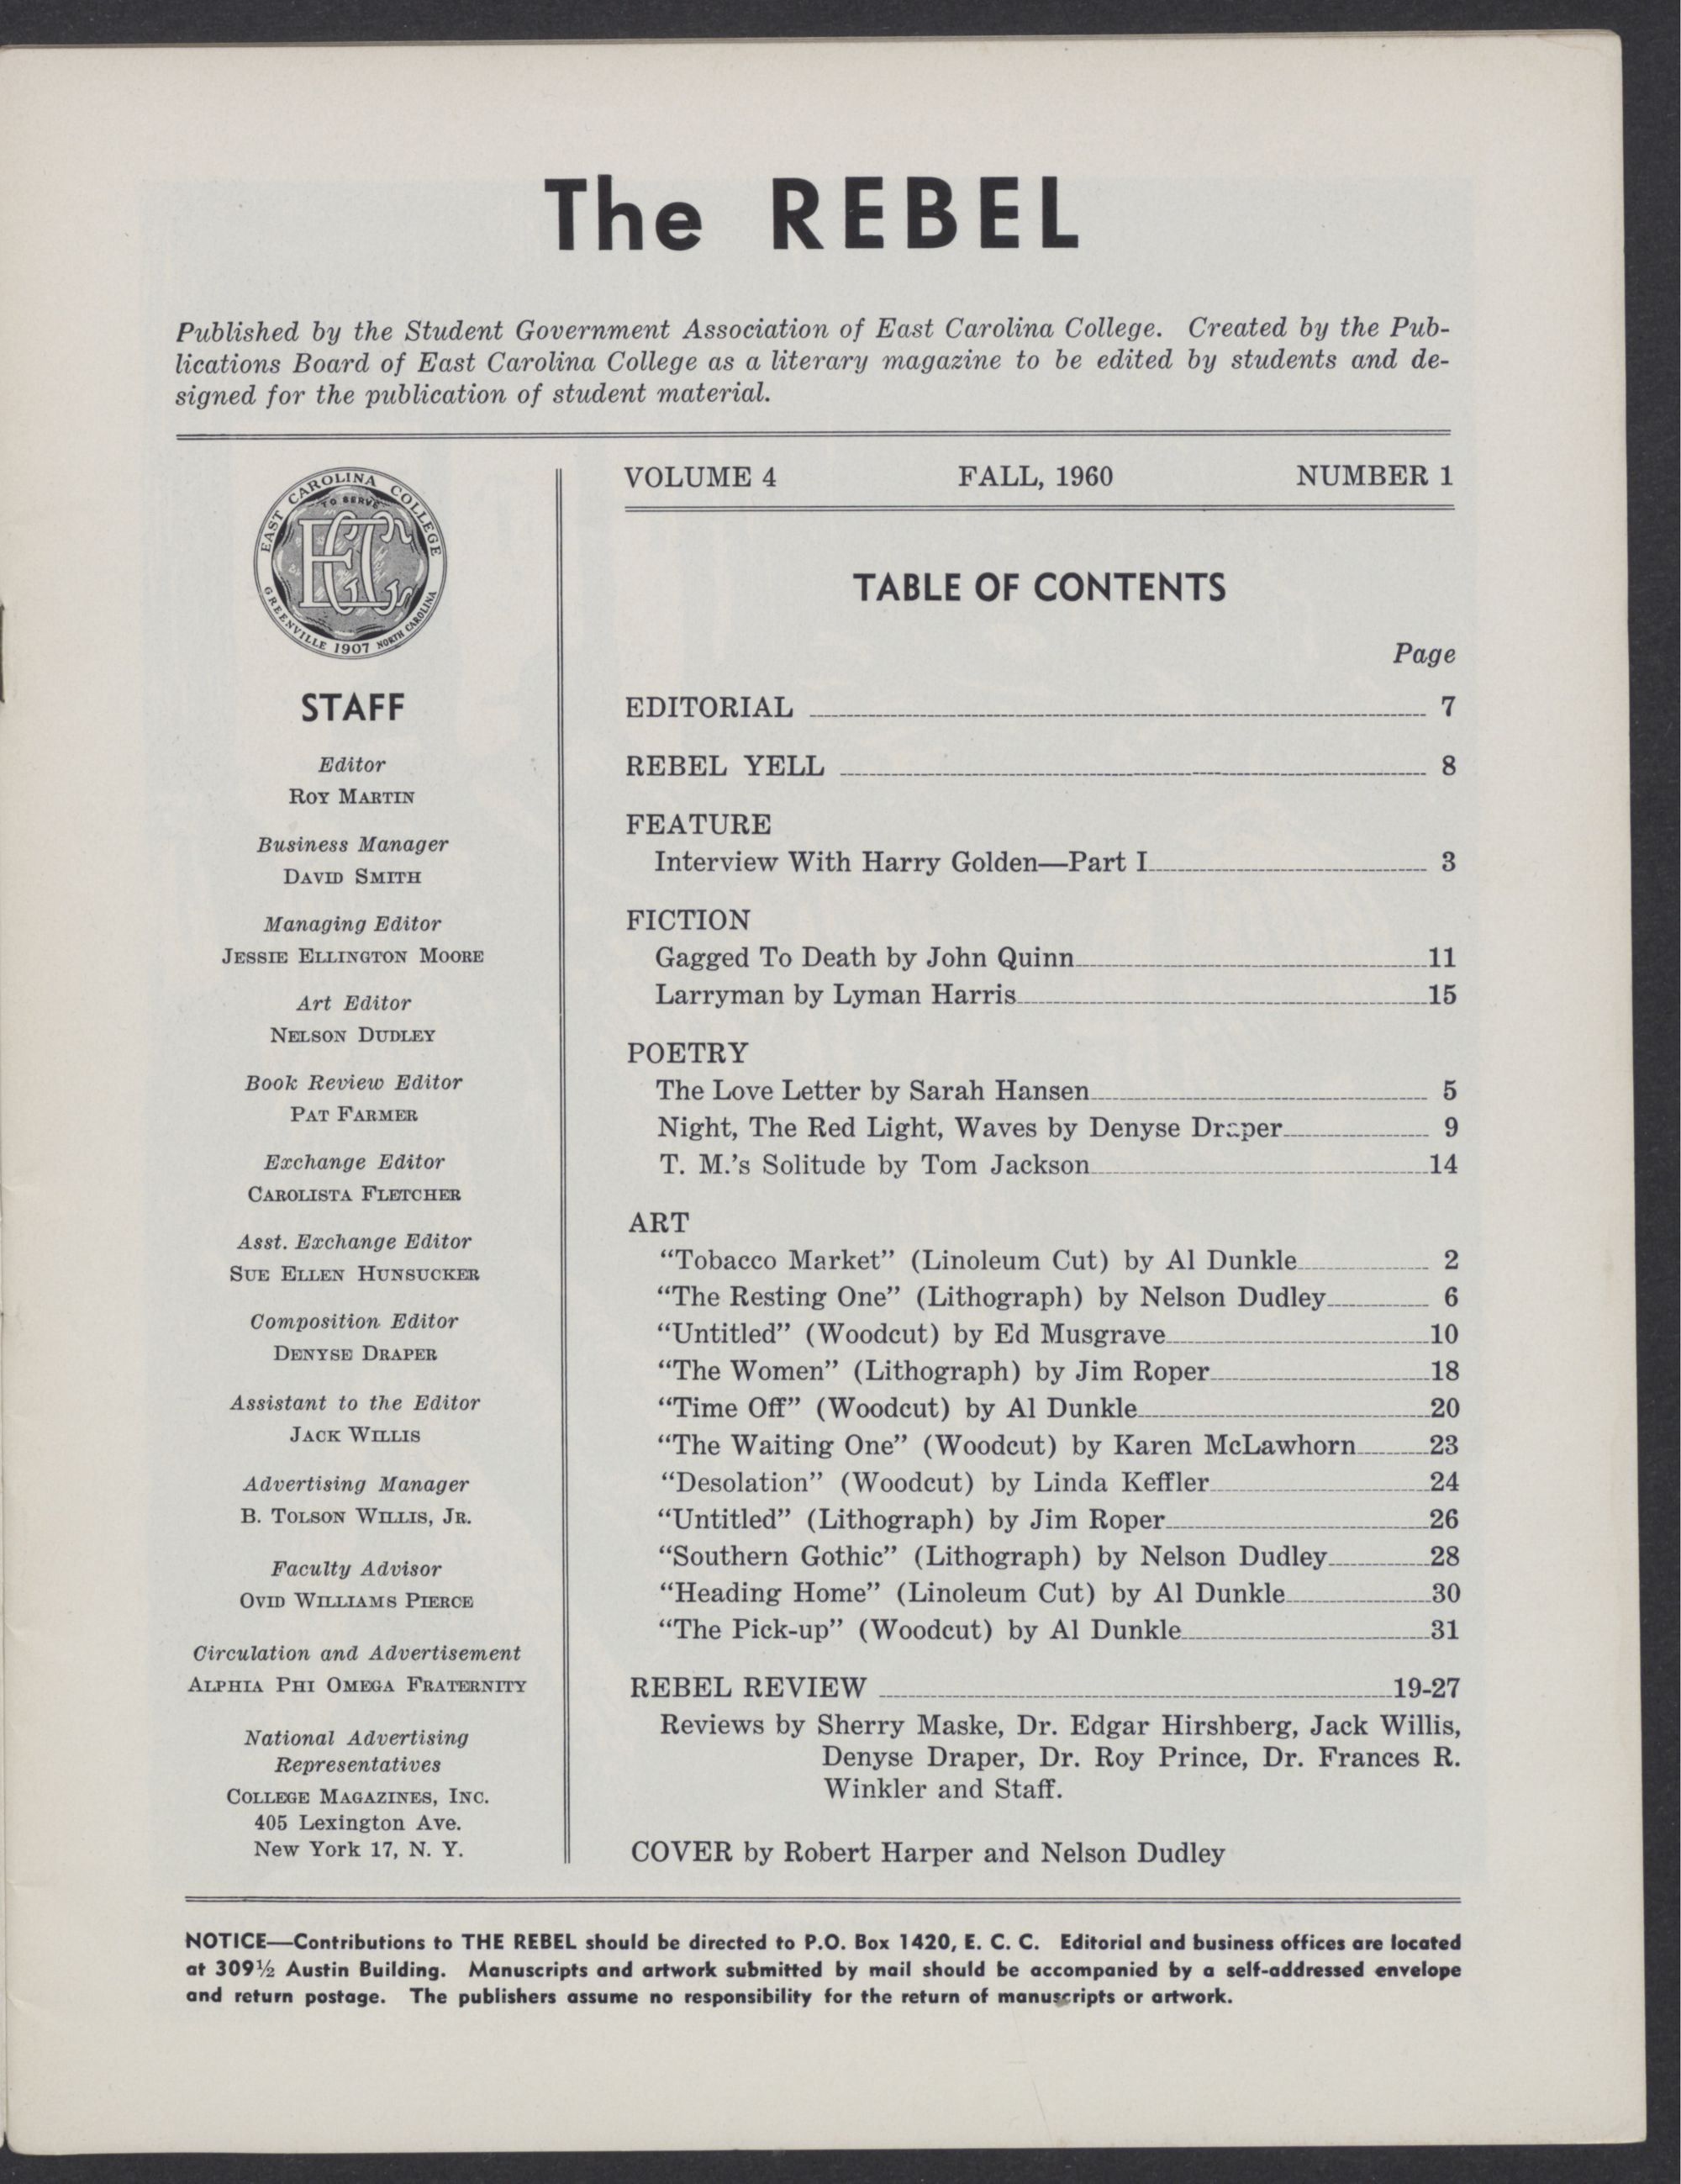 The REBEL
Published by the Student Government Association of East Carolina College. Created by the Pub-
lications Board of East Carolina College as a literary magazine to be edited by students and de-
signed for the publication of student material.
EAST CAROLINA COLLEGE
TO SERVE
ECTC
GREENVILLE 1907 NORTH CAROLINA
STAFF
Editor
ROY MARTIN
Business Manager
DAVID SMITH
Managing Editor
JESSIE ELLINGTON MOORE
Art Editor
NELSON DUDLEY
Book Review Editor
PAT FARMER
Exchange Editor
CAROLISTA FLETCHER
Asst. Exchange Editor
SUE ELLEN HUNSUCKER
Composition Editor
DENYSE DRAPER
Assistant to the Editor
JACK WILLIS
Advertising Manager
B. TOLSON WILLIS, JR.
Faculty Advisor
OVID WILLIAMS PIERCE
Circulation and Advertisement
ALPHIA PHI OMEGA FRATERNITY
National Advertising
Representatives
COLLEGE MAGAZINES, INC.
405 Lexington Ave.
New York 17, N. Y.
VOLUME 4 FALL, 1960 NUMBER 1
TABLE OF CONTENTS
Page
EDITORIAL 7
REBEL YELL 8
FEATURE
Interview With Harry Golden—Part I 3
FICTION
Gagged To Death by John Quinn 11
Larryman by Lyman Harris 15
POETRY
The Love Letter by Sarah Hansen 5
Night, The Red Light, Waves by Denyse Draper 9
T. M.'s Solitude by Tom Jackson 14
ART
“Tobacco Market” (Linoleum Cut) by Al Dunkle 2
“The Resting One” (Lithograph) by Nelson Dudley 6
“Untitled” (Woodcut) by Ed Musgrave 10
“The Women” (Lithograph) by Jim Roper 18
“Time Off” (Woodcut) by Al Dunkle 20
“The Waiting One” (Woodcut) by Karen McLawhorn 23
“Desolation” (Woodcut) by Linda Keffler 24
“Untitled” (Lithograph) by Jim Roper 26
“Southern Gothic” (Lithograph) by Nelson Dudley 28
“Heading Home” (Linoleum Cut) by Al Dunkle 30
“The Pick-up” (Woodcut) by Al Dunkle 31
REBEL REVIEW 19-27
Reviews by Sherry Maske, Dr. Edgar Hirshberg, Jack Willis,
Denyse Draper, Dr. Roy Prince, Dr. Frances R.
Winkler and Staff.
COVER by Robert Harper and Nelson Dudley
NOTICE—Contributions to THE REBEL should be directed to P.O. Box 1420, E. C. C. Editorial and business offices are located
at 309½ Austin Building. Manuscripts and artwork submitted by mail should be accompanied by a self-addressed envelope
and return postage. The publishers assume no responsibility for the return of manuscripts or artwork.